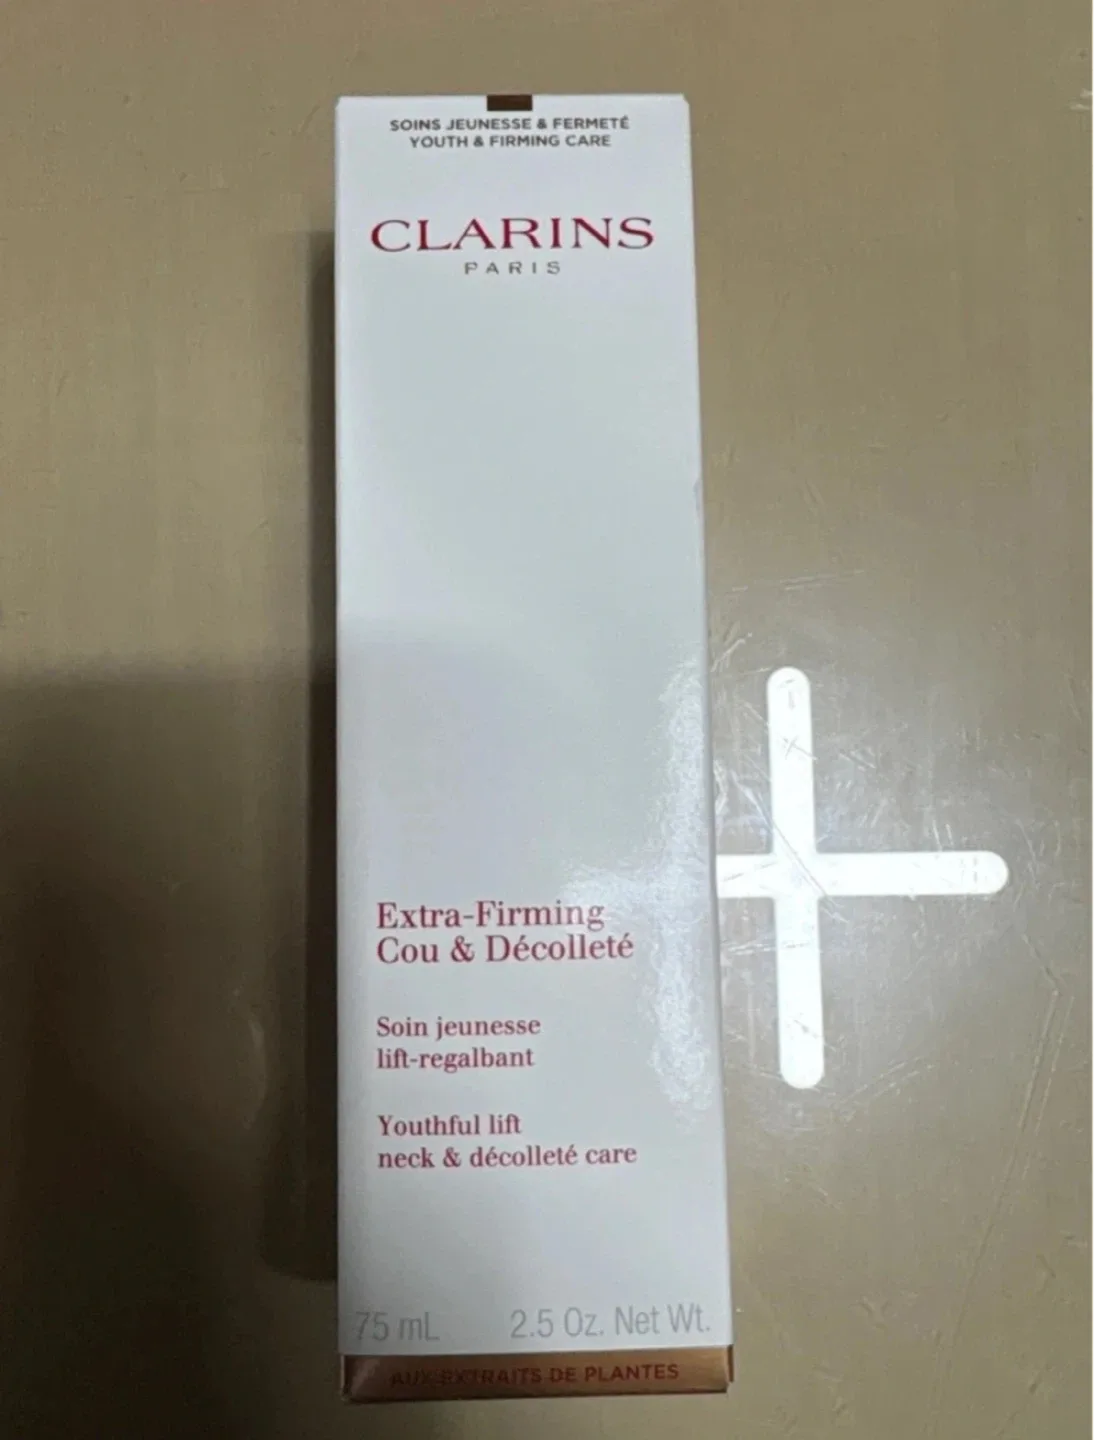 SOINS JEUNESSE & FERMETÉ
YOUTH & FIRMING CARE
CLARINS
PARIS
Extra-Firming
Cou & Décolleté
Soin jeunesse
lift-regalbant
Youthful lift
neck & décolleté care
75 mL 2.5 Oz. Net Wt.
AUX EXTRAITS DE PLANTES